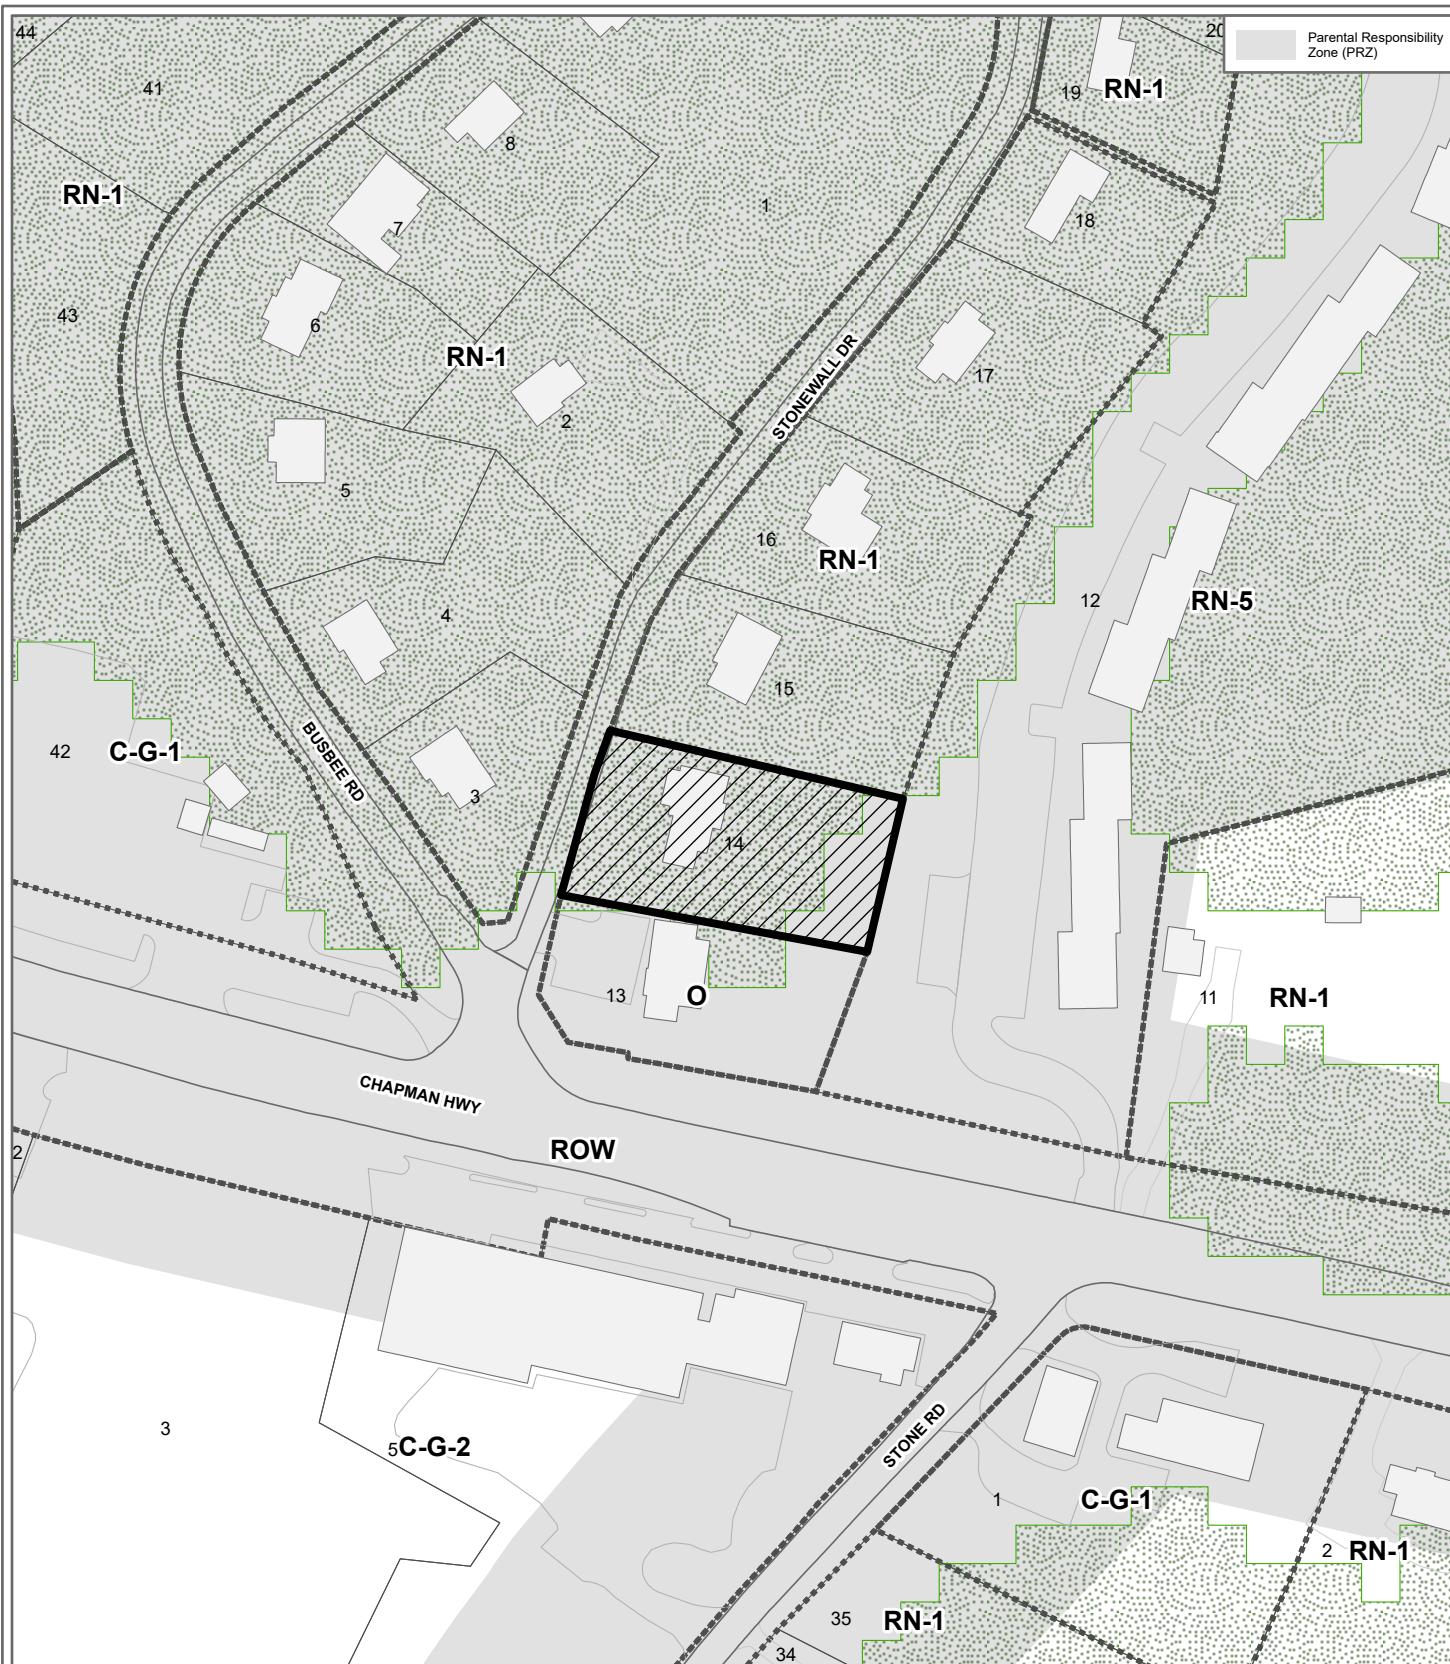 44
20
Parental Responsibility
Zone (PRZ)
41
19
RN-1
8
RN-1
1
18
7
43
6
RN-1
17
STONEWALL DR
2
5
16
RN-1
12
RN-5
4
15
42
C-G-1
BUSBEE RD
3
14
13
O
11
RN-1
CHAPMAN HWY
ROW
2
3
5
C-G-2
STONE RD
1
C-G-1
2
RN-1
35
RN-1
34